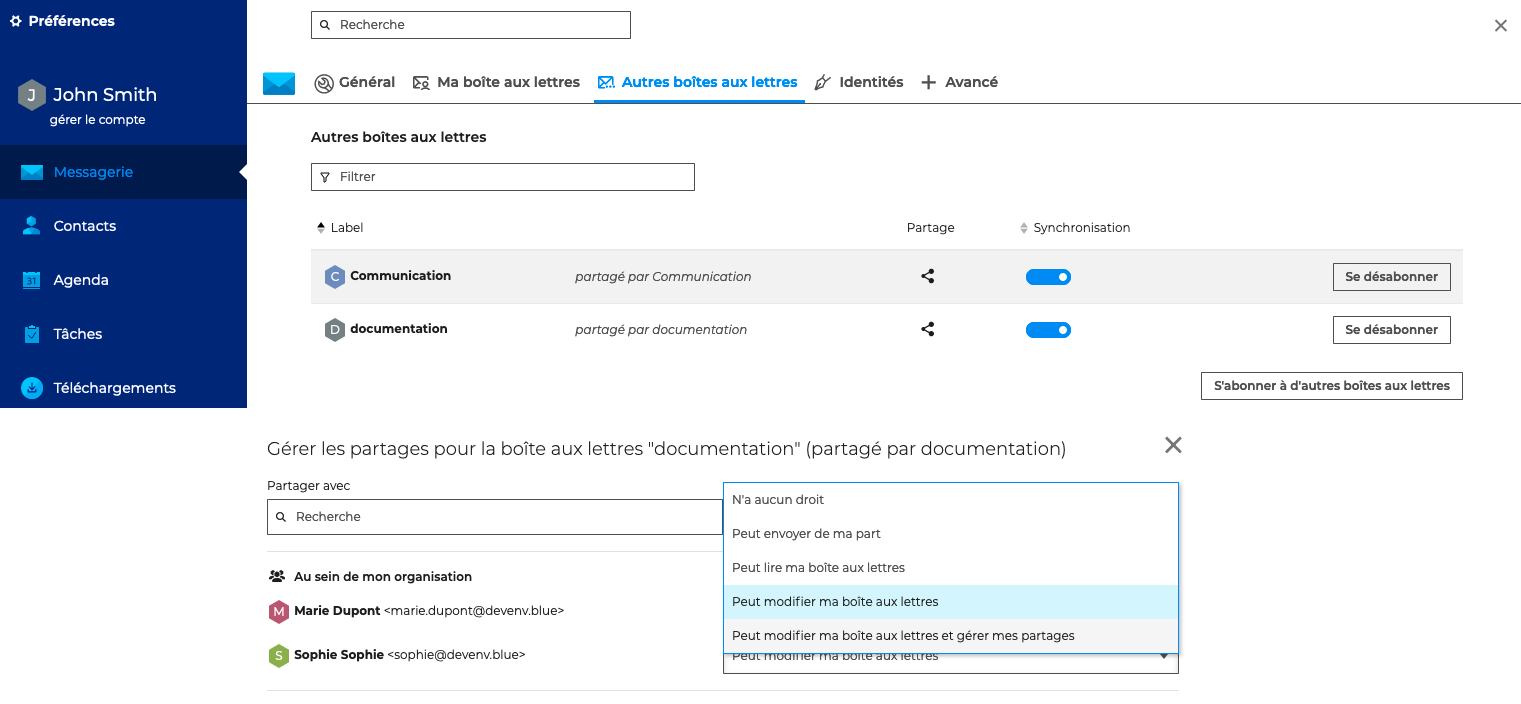 Préférences
Recherche
Général Ma boîte aux lettres Autres boîtes aux lettres Identités Avancé
J John Smith
gérer le compte
Autres boîtes aux lettres
Messagerie
Filtrer
Contacts
Label Partage Synchronisation
Agenda
31
C Communication partagé par Communication Se désabonner
Tâches
D documentation partagé par documentation Se désabonner
Téléchargements
S'abonner à d'autres boîtes aux lettres
Gérer les partages pour la boîte aux lettres "documentation" (partagé par documentation)
Partager avec
Recherche
N'a aucun droit
Peut envoyer de ma part
Peut lire ma boîte aux lettres
Peut modifier ma boîte aux lettres
Peut modifier ma boîte aux lettres et gérer mes partages
Au sein de mon organisation
M Marie Dupont <marie.dupont@devenv.blue>
S Sophie Sophie <sophie@devenv.blue>
Peut modifier ma boîte aux lettres